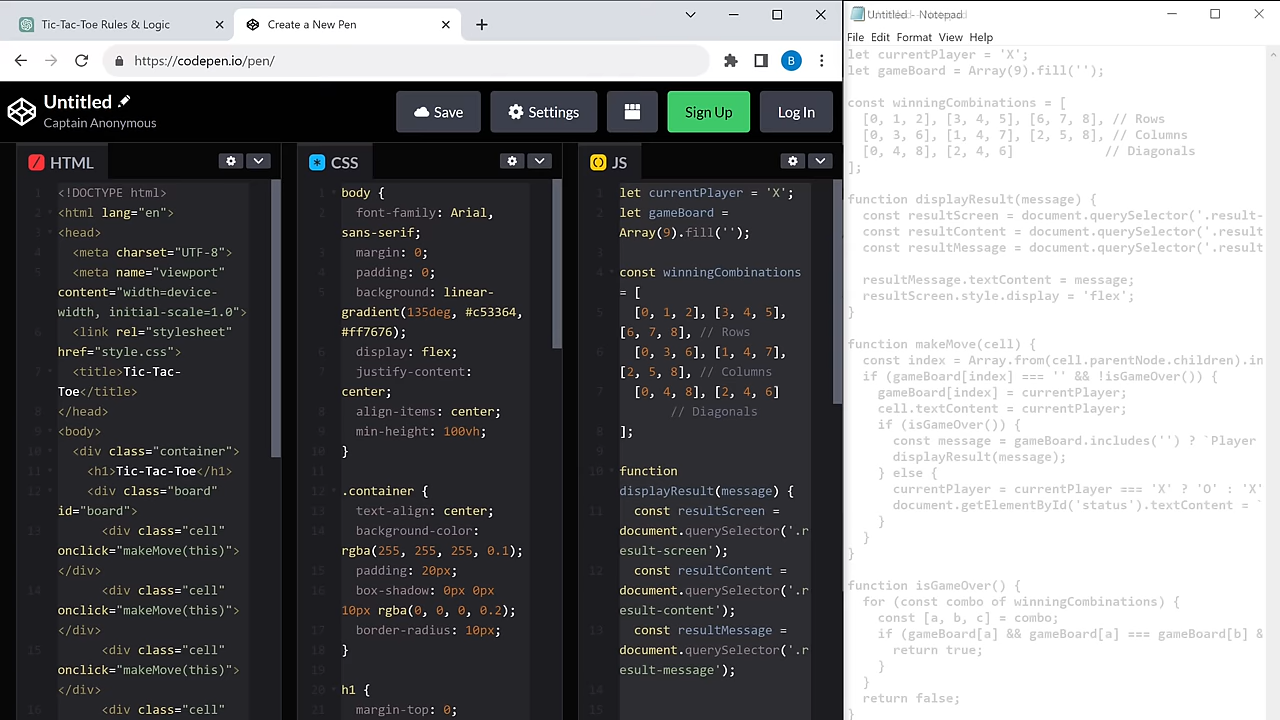 Tic-Tac-Toe Rules & Logic
Create a New Pen
https://codepen.io/pen/
B
Untitled
Captain Anonymous
Save
Settings
Sign Up
Log In
HTML
1 <!DOCTYPE html>
2 <html lang="en">
3 <head>
4 <meta charset="UTF-8">
5 <meta name="viewport"
content="width=device-
width, initial-scale=1.0">
6 <link rel="stylesheet"
href="style.css">
7 <title>Tic-Tac-
Toe</title>
8 </head>
9 <body>
10 <div class="container">
11 <h1>Tic-Tac-Toe</h1>
12 <div class="board"
id="board">
13 <div class="cell"
onclick="makeMove(this)">
</div>
14 <div class="cell"
onclick="makeMove(this)">
</div>
15 <div class="cell"
onclick="makeMove(this)">
</div>
16 <div class="cell"
CSS
1 body {
2 font-family: Arial,
sans-serif;
3 margin: 0;
4 padding: 0;
5 background: linear-
gradient(135deg, #c53364,
#ff7676);
6 display: flex;
7 justify-content:
center;
8 align-items: center;
9 min-height: 100vh;
10 }
11
12 .container {
13 text-align: center;
14 background-color:
rgba(255, 255, 255, 0.1);
15 padding: 20px;
16 box-shadow: 0px 0px
10px rgba(0, 0, 0, 0.2);
17 border-radius: 10px;
18 }
19
20 h1 {
21 margin-top: 0;
JS
1 let currentPlayer = 'X';
2 let gameBoard =
Array(9).fill('');
3
4 const winningCombinations
= [
5 [0, 1, 2], [3, 4, 5],
[6, 7, 8], // Rows
6 [0, 3, 6], [1, 4, 7],
[2, 5, 8], // Columns
7 [0, 4, 8], [2, 4, 6]
// Diagonals
8 ];
9
10 function
displayResult(message) {
11 const resultScreen =
document.querySelector('.r
esult-screen');
12 const resultContent =
document.querySelector('.r
esult-content');
13 const resultMessage =
document.querySelector('.r
esult-message');
14
15
Untitled - Notepad
File Edit Format View Help
let currentPlayer = 'X';
let gameBoard = Array(9).fill('');
const winningCombinations = [
[0, 1, 2], [3, 4, 5], [6, 7, 8], // Rows
[0, 3, 6], [1, 4, 7], [2, 5, 8], // Columns
[0, 4, 8], [2, 4, 6] // Diagonals
];
function displayResult(message) {
const resultScreen = document.querySelector('.result-
const resultContent = document.querySelector('.result
const resultMessage = document.querySelector('.result
resultMessage.textContent = message;
resultScreen.style.display = 'flex';
}
function makeMove(cell) {
const index = Array.from(cell.parentNode.children).in
if (gameBoard[index] === '' && !isGameOver()) {
gameBoard[index] = currentPlayer;
cell.textContent = currentPlayer;
if (isGameOver()) {
const message = gameBoard.includes('') ? `Player
displayResult(message);
} else {
currentPlayer = currentPlayer === 'X' ? 'O' : 'X'
document.getElementById('status').textContent = `
}
}
}
function isGameOver() {
for (const combo of winningCombinations) {
const [a, b, c] = combo;
if (gameBoard[a] && gameBoard[a] === gameBoard[b] &
return true;
}
}
return false;
}